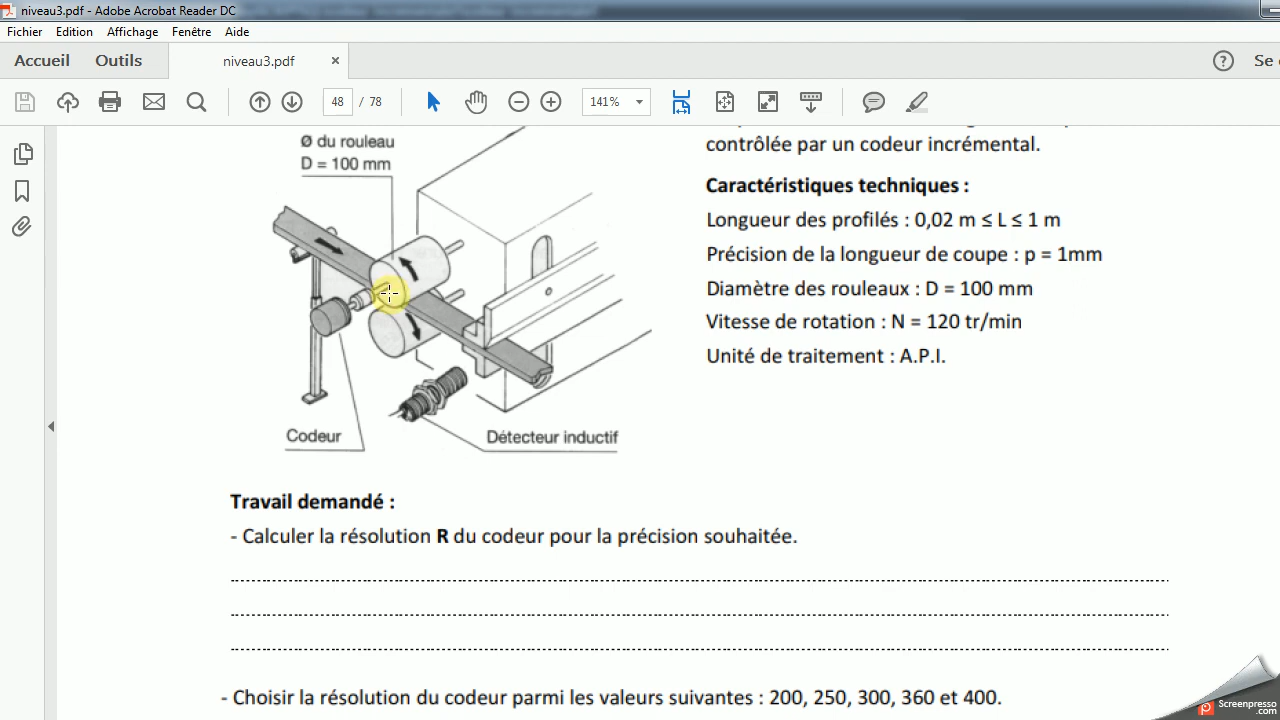 niveau3.pdf - Adobe Acrobat Reader DC
Fichier Edition Affichage Fenêtre Aide
Accueil Outils niveau3.pdf × ? Se
48 / 78 141%
Ø du rouleau
D = 100 mm
Codeur
Détecteur inductif
contrôlée par un codeur incrémental.
Caractéristiques techniques :
Longueur des profilés : 0,02 m ≤ L ≤ 1 m
Précision de la longueur de coupe : p = 1mm
Diamètre des rouleaux : D = 100 mm
Vitesse de rotation : N = 120 tr/min
Unité de traitement : A.P.I.
Travail demandé :
- Calculer la résolution R du codeur pour la précision souhaitée.
- Choisir la résolution du codeur parmi les valeurs suivantes : 200, 250, 300, 360 et 400.
Screenpresso
.com